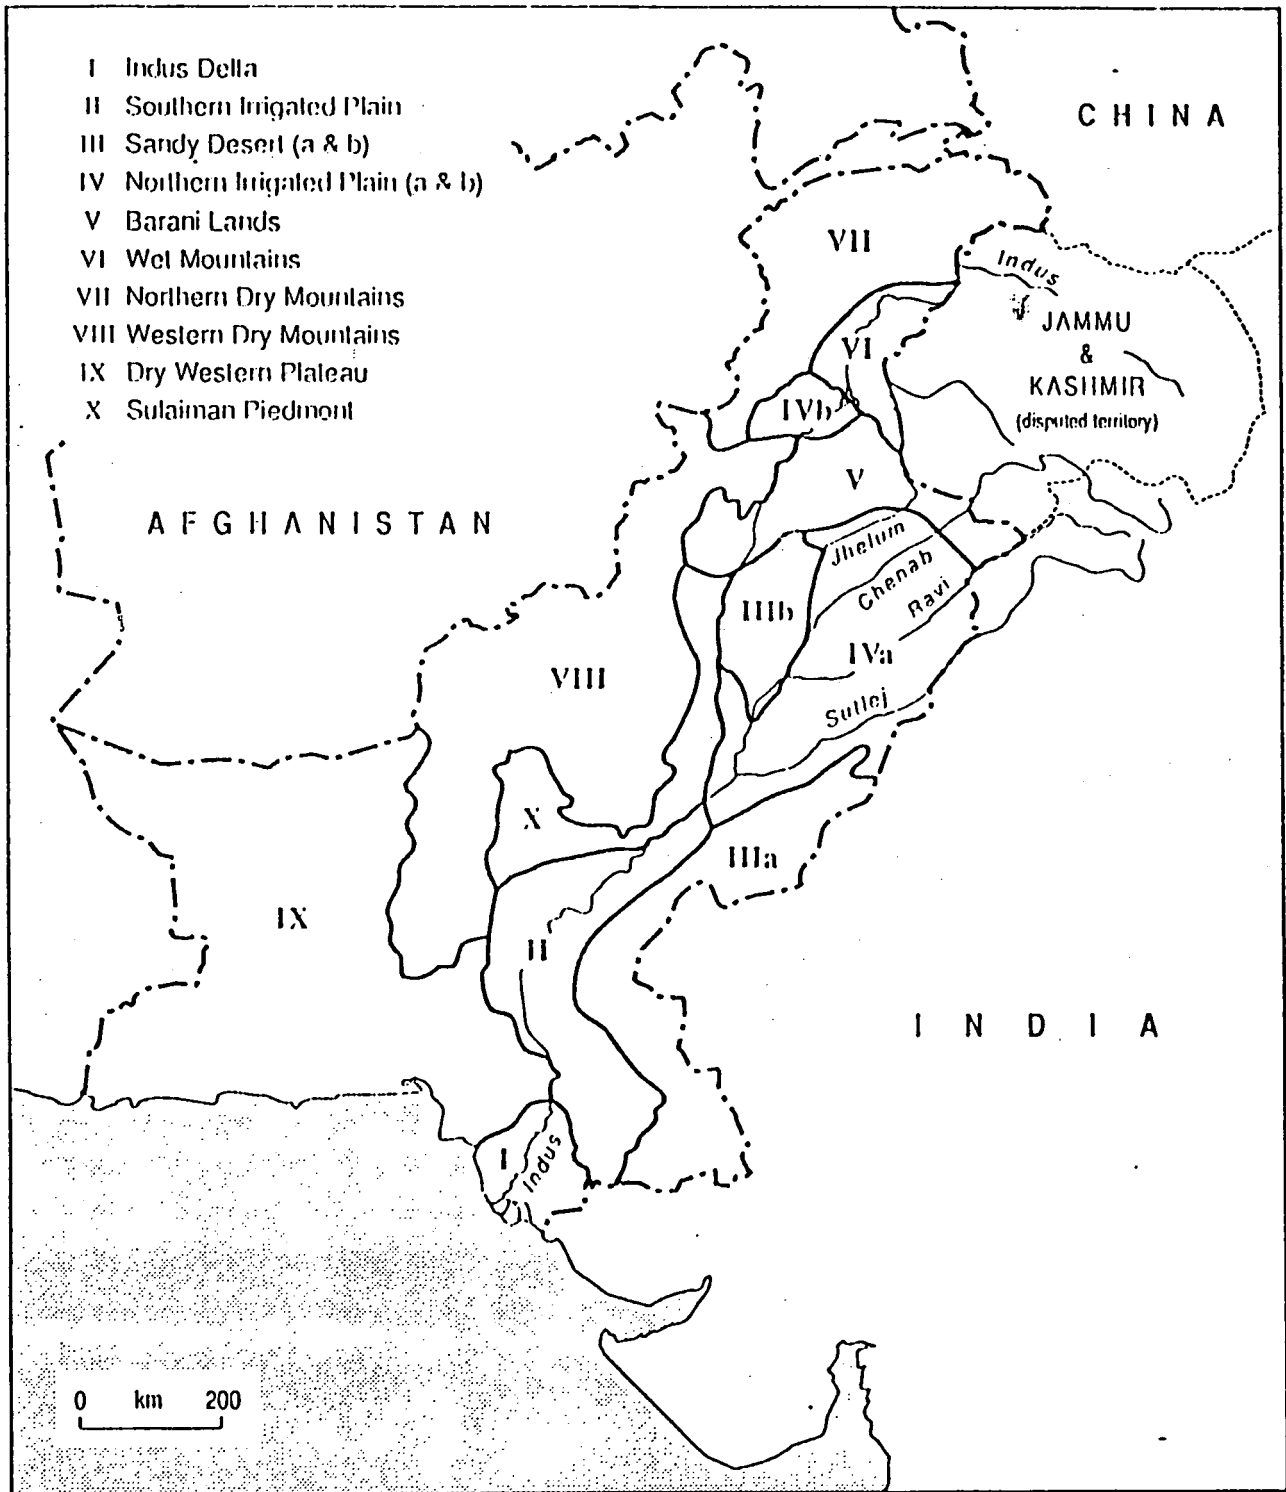 I Indus Delta
II Southern Irrigated Plain
III Sandy Desert (a & b)
IV Northern Irrigated Plain (a & b)
V Barani Lands
VI Wet Mountains
VII Northern Dry Mountains
VIII Western Dry Mountains
IX Dry Western Plateau
X Sulaiman Piedmont
CHINA
VII
Indus
JAMMU
&
KASHMIR
(disputed territory)
VI
IVb
V
AFGHANISTAN
Jhelum
Chenab
Ravi
IIIb
IVa
VIII
Sutlej
X
IIIa
IX
II
INDIA
I
Indus
0 km 200